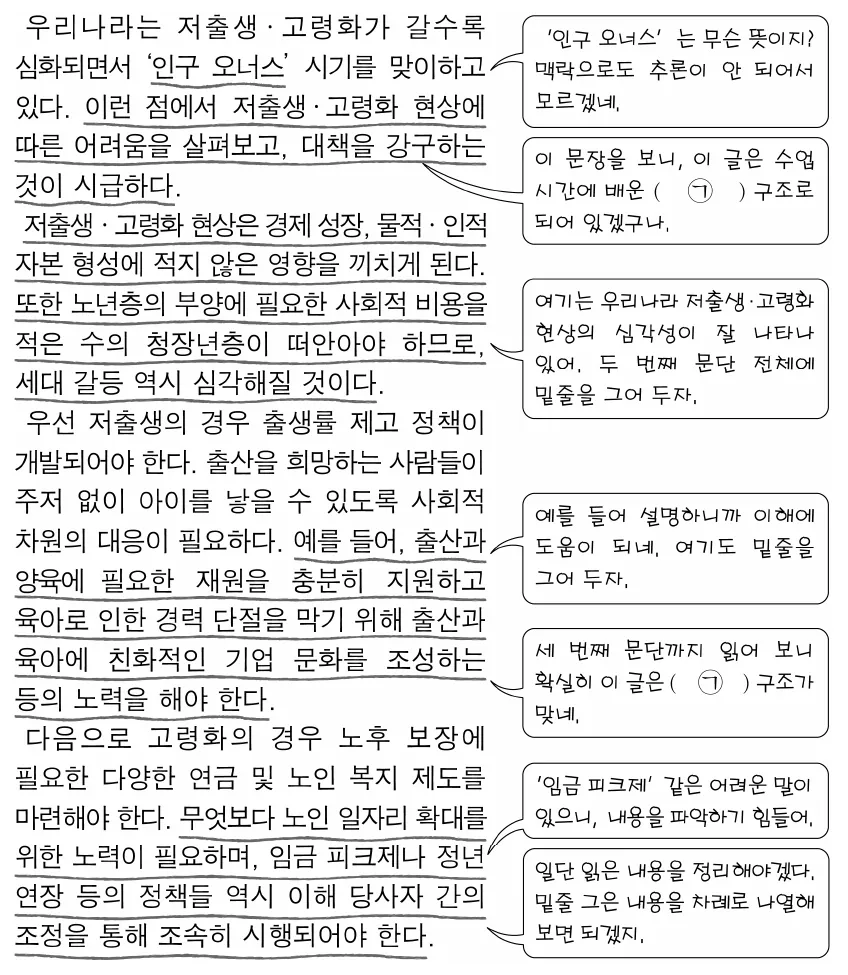 우리나라는 저출생·고령화가 갈수록
심화되면서 ‘인구 오너스’ 시기를 맞이하고
있다. 이런 점에서 저출생·고령화 현상에
따른 어려움을 살펴보고, 대책을 강구하는
것이 시급하다.
저출생·고령화 현상은 경제 성장, 물적·인적
자본 형성에 적지 않은 영향을 끼치게 된다.
또한 노년층의 부양에 필요한 사회적 비용을
적은 수의 청장년층이 떠안아야 하므로,
세대 갈등 역시 심각해질 것이다.
우선 저출생의 경우 출생률 제고 정책이
개발되어야 한다. 출산을 희망하는 사람들이
주저 없이 아이를 낳을 수 있도록 사회적
차원의 대응이 필요하다. 예를 들어, 출산과
양육에 필요한 재원을 충분히 지원하고
육아로 인한 경력 단절을 막기 위해 출산과
육아에 친화적인 기업 문화를 조성하는
등의 노력을 해야 한다.
다음으로 고령화의 경우 노후 보장에
필요한 다양한 연금 및 노인 복지 제도를
마련해야 한다. 무엇보다 노인 일자리 확대를
위한 노력이 필요하며, 임금 피크제나 정년
연장 등의 정책들 역시 이해 당사자 간의
조정을 통해 조속히 시행되어야 한다.
‘인구 오너스’는 무슨 뜻이지?
맥락으로도 추론이 안 되어서
모르겠네.
이 문장을 보니, 이 글은 수업
시간에 배운 ( ㉠ ) 구조로
되어 있겠구나.
여기는 우리나라 저출생·고령화
현상의 심각성이 잘 나타나
있어. 두 번째 문단 전체에
밑줄을 그어 두자.
예를 들어 설명하니까 이해에
도움이 되네. 여기도 밑줄을
그어 두자.
세 번째 문단까지 읽어 보니
확실히 이 글은 ( ㉠ ) 구조가
맞네.
‘임금 피크제’ 같은 어려운 말이
있으니, 내용을 파악하기 힘들어.
일단 읽은 내용을 정리해야겠다.
밑줄 그은 내용을 차례로 나열해
보면 되겠지.